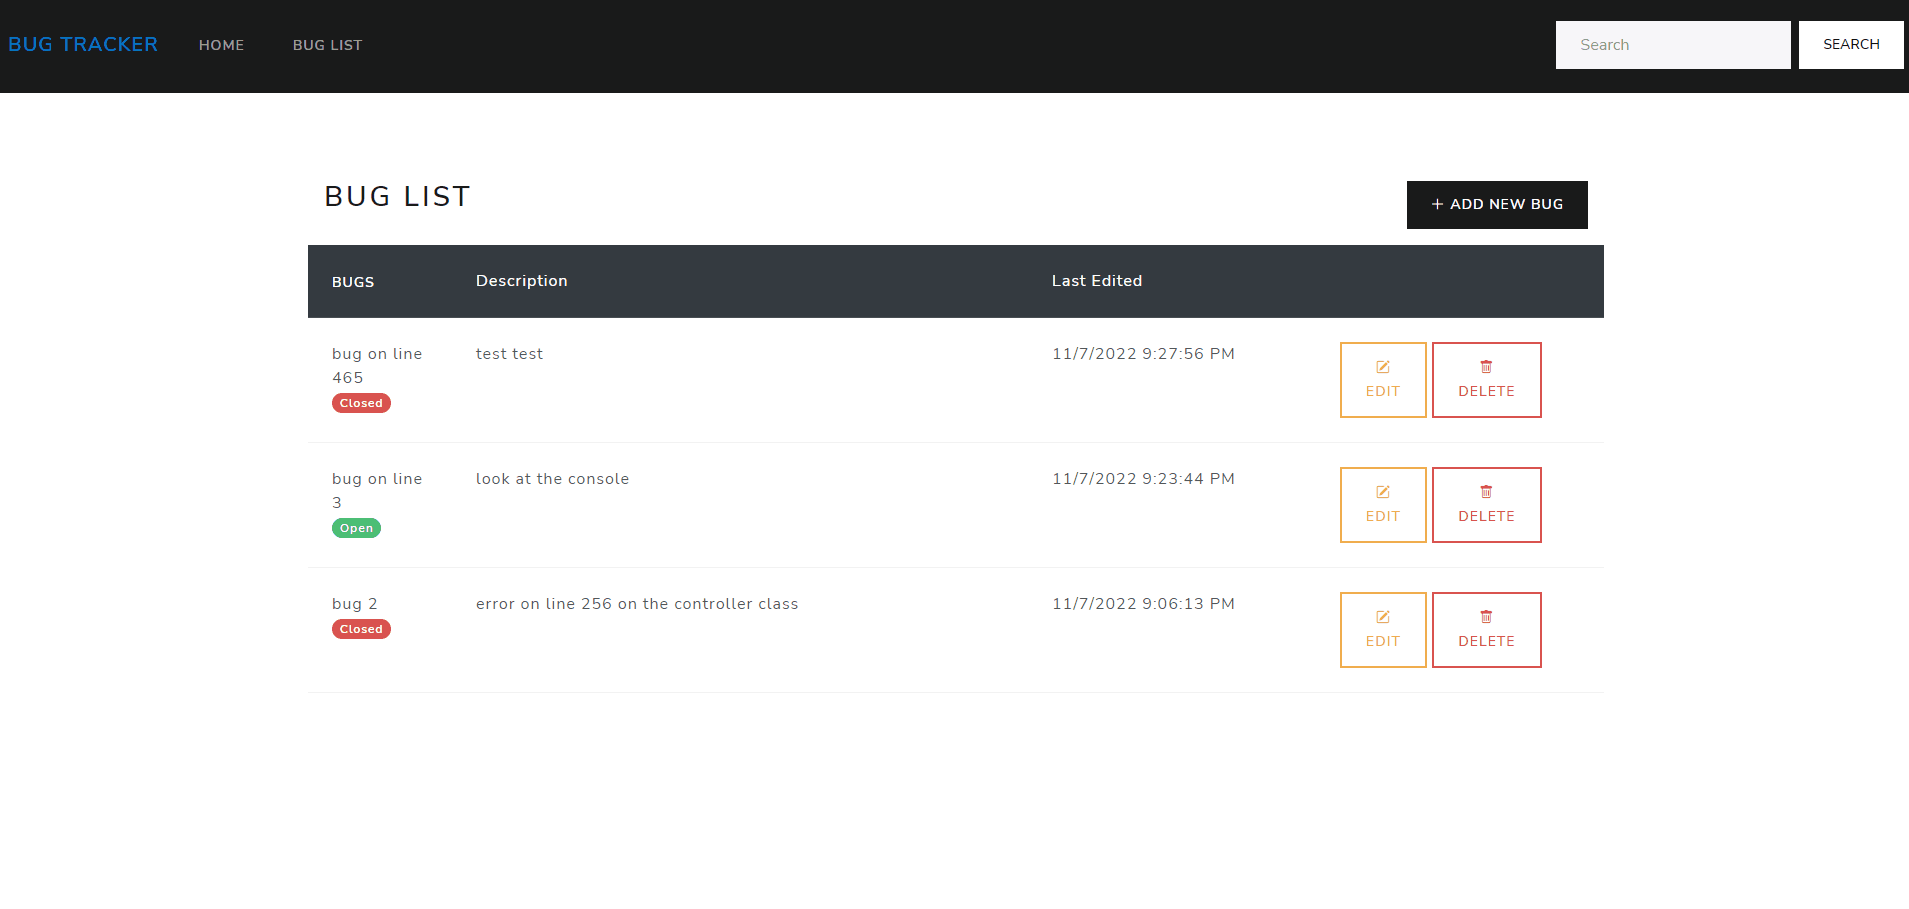 BUG TRACKER HOME BUG LIST Search SEARCH
BUG LIST
+ ADD NEW BUG
BUGS Description Last Edited
bug on line test test 11/7/2022 9:27:56 PM
465
Closed
EDIT DELETE
bug on line look at the console 11/7/2022 9:23:44 PM
3
Open
EDIT DELETE
bug 2 error on line 256 on the controller class 11/7/2022 9:06:13 PM
Closed
EDIT DELETE